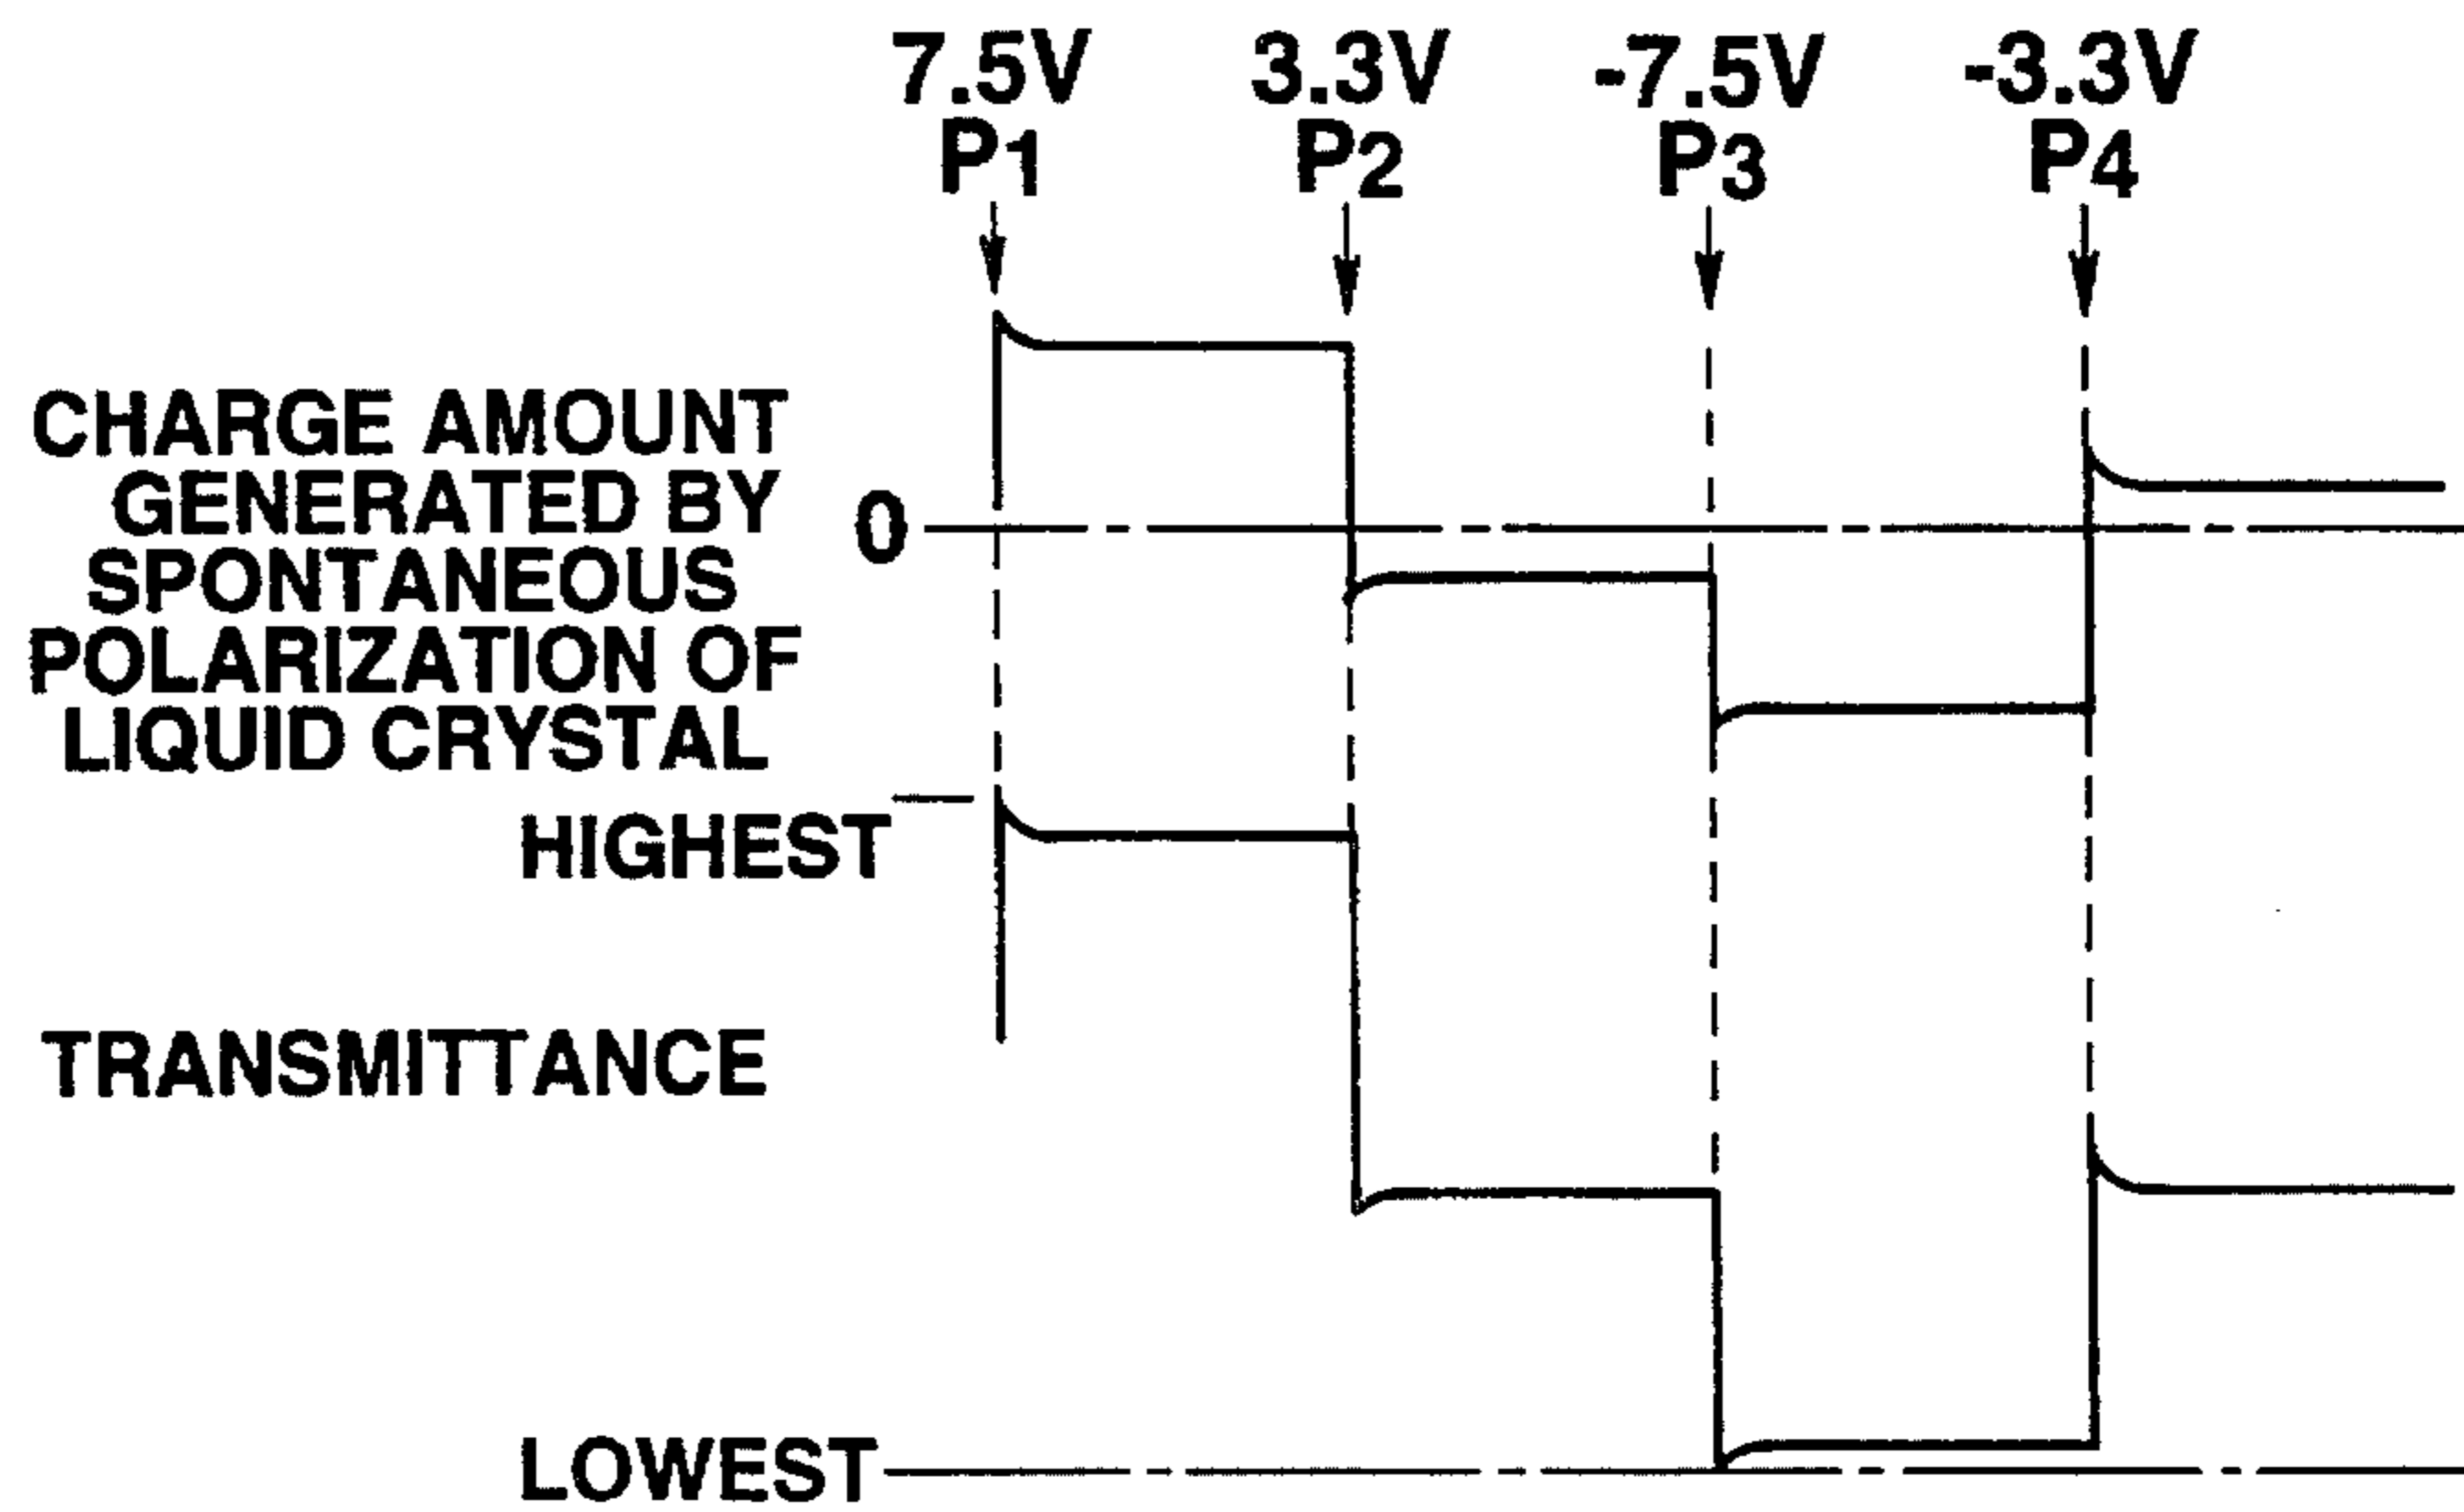 7.5V 3.3V -7.5V -3.3V
P1 P2 P3 P4
CHARGE AMOUNT
GENERATED BY
SPONTANEOUS
POLARIZATION OF
LIQUID CRYSTAL
0
HIGHEST
TRANSMITTANCE
LOWEST